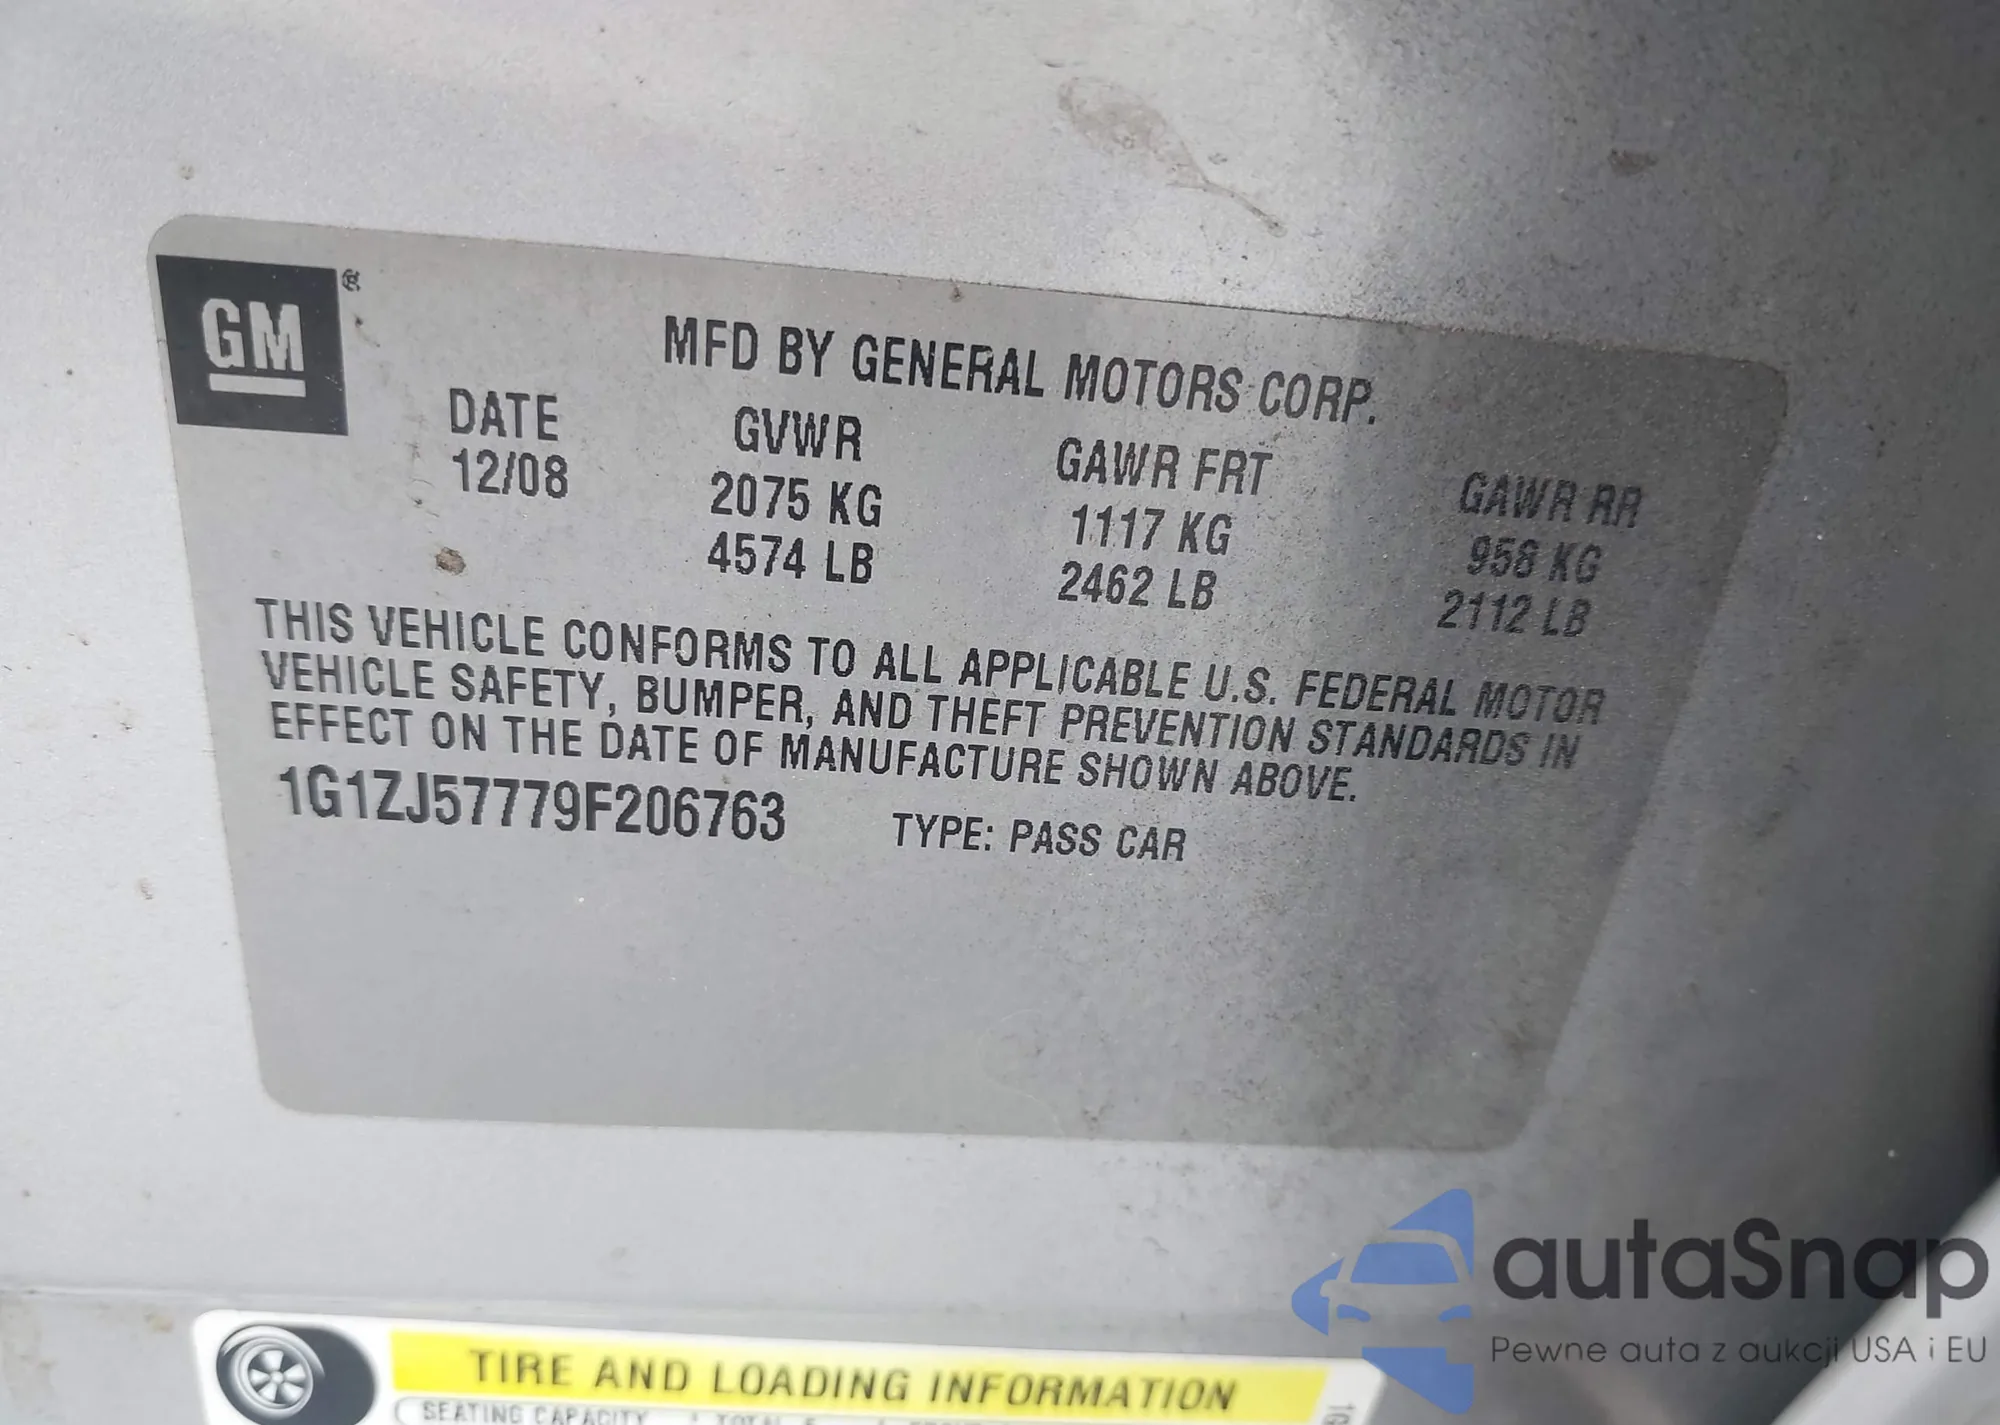 GM
MFD BY GENERAL MOTORS CORP.
DATE GVWR GAWR FRT GAWR RR
12/08 2075 KG 1117 KG 958 KG
4574 LB 2462 LB 2112 LB
THIS VEHICLE CONFORMS TO ALL APPLICABLE U.S. FEDERAL MOTOR
VEHICLE SAFETY, BUMPER, AND THEFT PREVENTION STANDARDS IN
EFFECT ON THE DATE OF MANUFACTURE SHOWN ABOVE.
1G1ZJ57779F206763 TYPE: PASS CAR
autaSnap
Pewne auta z aukcji USA i EU
TIRE AND LOADING INFORMATION
SEATING CAPACITY